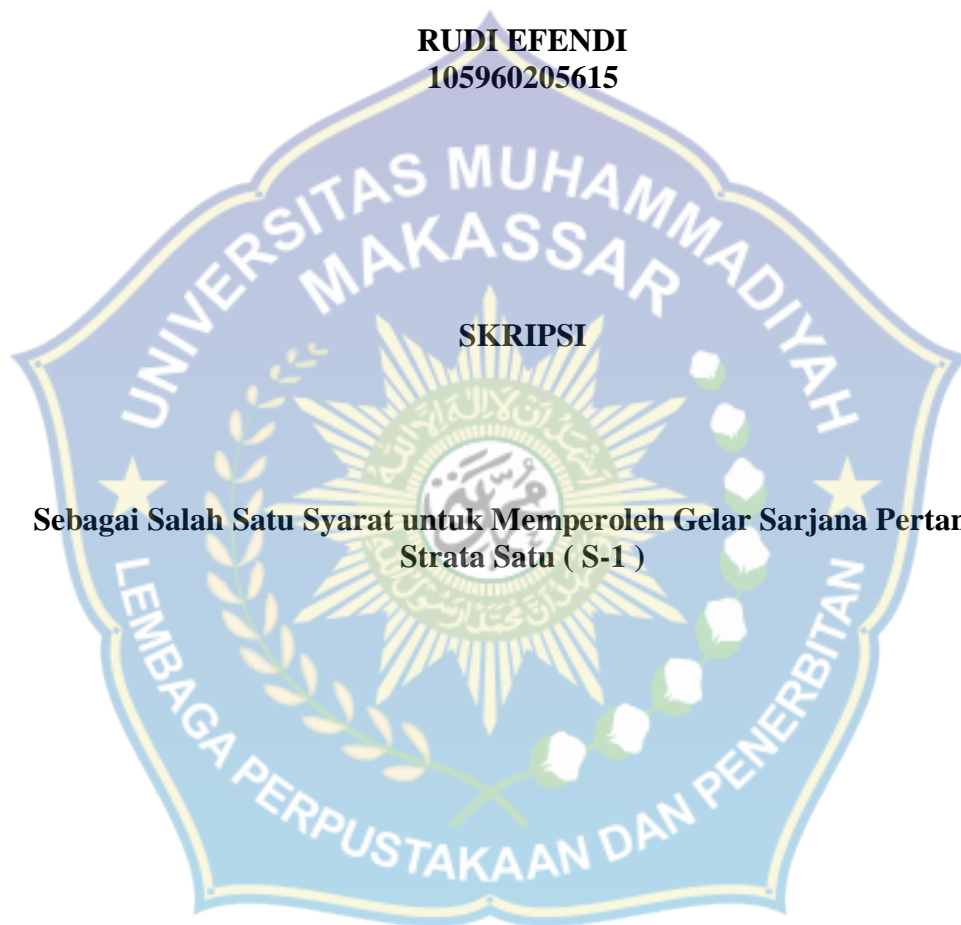 RUDI EFENDI
105960205615
UNIVERSITAS MUHAMMADIYAH
MAKASSAR
SKRIPSI
Sebagai Salah Satu Syarat untuk Memperoleh Gelar Sarjana Pertan
Strata Satu ( S-1 )
LEMBAGA PERPUSTAKAAN DAN PENERBITAN